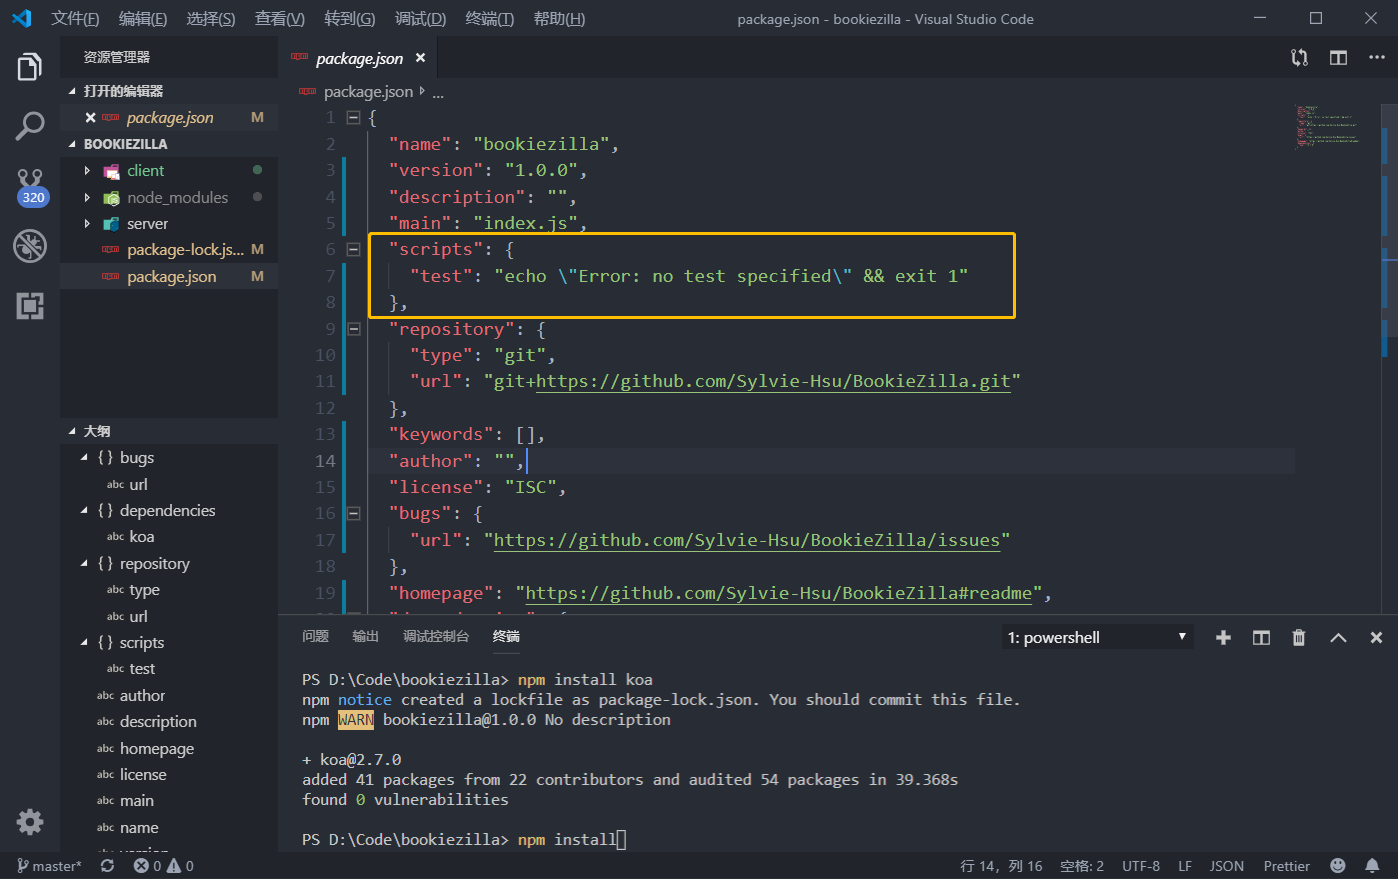 文件(F) 编辑(E) 选择(S) 查看(V) 转到(G) 调试(D) 终端(T) 帮助(H) package.json - bookiezilla - Visual Studio Code
资源管理器
打开的编辑器
package.json M
BOOKIEZILLA
client
node_modules
server
package-lock.js... M
package.json M
320
大纲
{} bugs
abc url
{} dependencies
abc koa
{} repository
abc type
abc url
{} scripts
abc test
abc author
abc description
abc homepage
abc license
abc main
abc name
package.json
package.json ...
1 {
2 "name": "bookiezilla",
3 "version": "1.0.0",
4 "description": "",
5 "main": "index.js",
6 "scripts": {
7 "test": "echo \"Error: no test specified\" && exit 1"
8 },
9 "repository": {
10 "type": "git",
11 "url": "git+https://github.com/Sylvie-Hsu/BookieZilla.git"
12 },
13 "keywords": [],
14 "author": "",
15 "license": "ISC",
16 "bugs": {
17 "url": "https://github.com/Sylvie-Hsu/BookieZilla/issues"
18 },
19 "homepage": "https://github.com/Sylvie-Hsu/BookieZilla#readme",
问题 输出 调试控制台 终端 1: powershell
PS D:\Code\bookiezilla> npm install koa
npm notice created a lockfile as package-lock.json. You should commit this file.
npm WARN bookiezilla@1.0.0 No description
+ koa@2.7.0
added 41 packages from 22 contributors and audited 54 packages in 39.368s
found 0 vulnerabilities
PS D:\Code\bookiezilla> npm install
master* 0 0 行 14，列 16 空格: 2 UTF-8 LF JSON Prettier